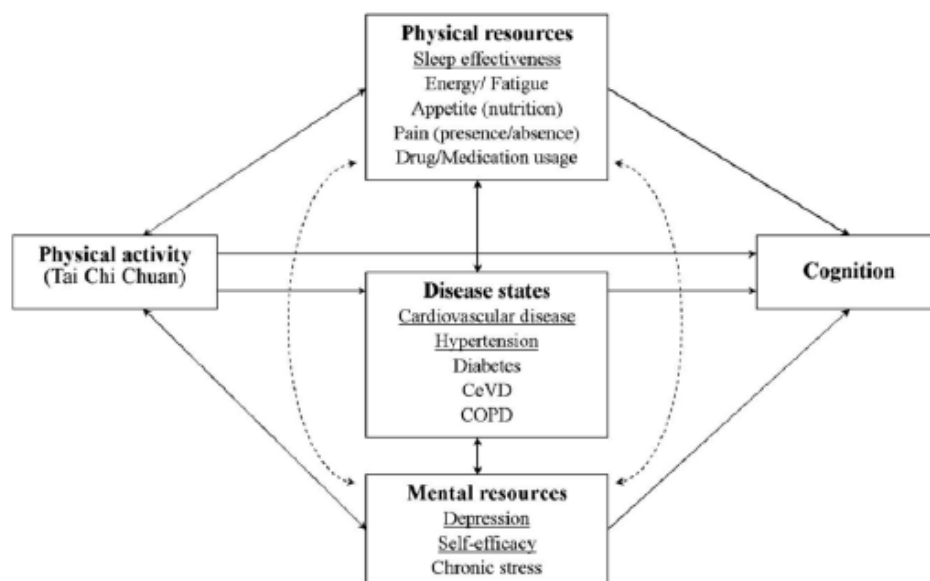 Physical resources
Sleep effectiveness
Energy/ Fatigue
Appetite (nutrition)
Pain (presence/absence)
Drug/Medication usage
Physical activity
(Tai Chi Chuan)
Disease states
Cardiovascular disease
Hypertension
Diabetes
CeVD
COPD
Cognition
Mental resources
Depression
Self-efficacy
Chronic stress